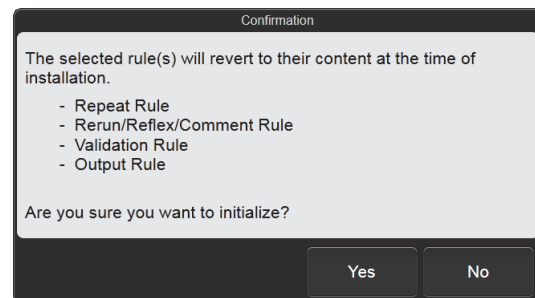 Confirmation
The selected rule(s) will revert to their content at the time of
installation.
- Repeat Rule
- Rerun/Reflex/Comment Rule
- Validation Rule
- Output Rule
Are you sure you want to initialize?
Yes
No